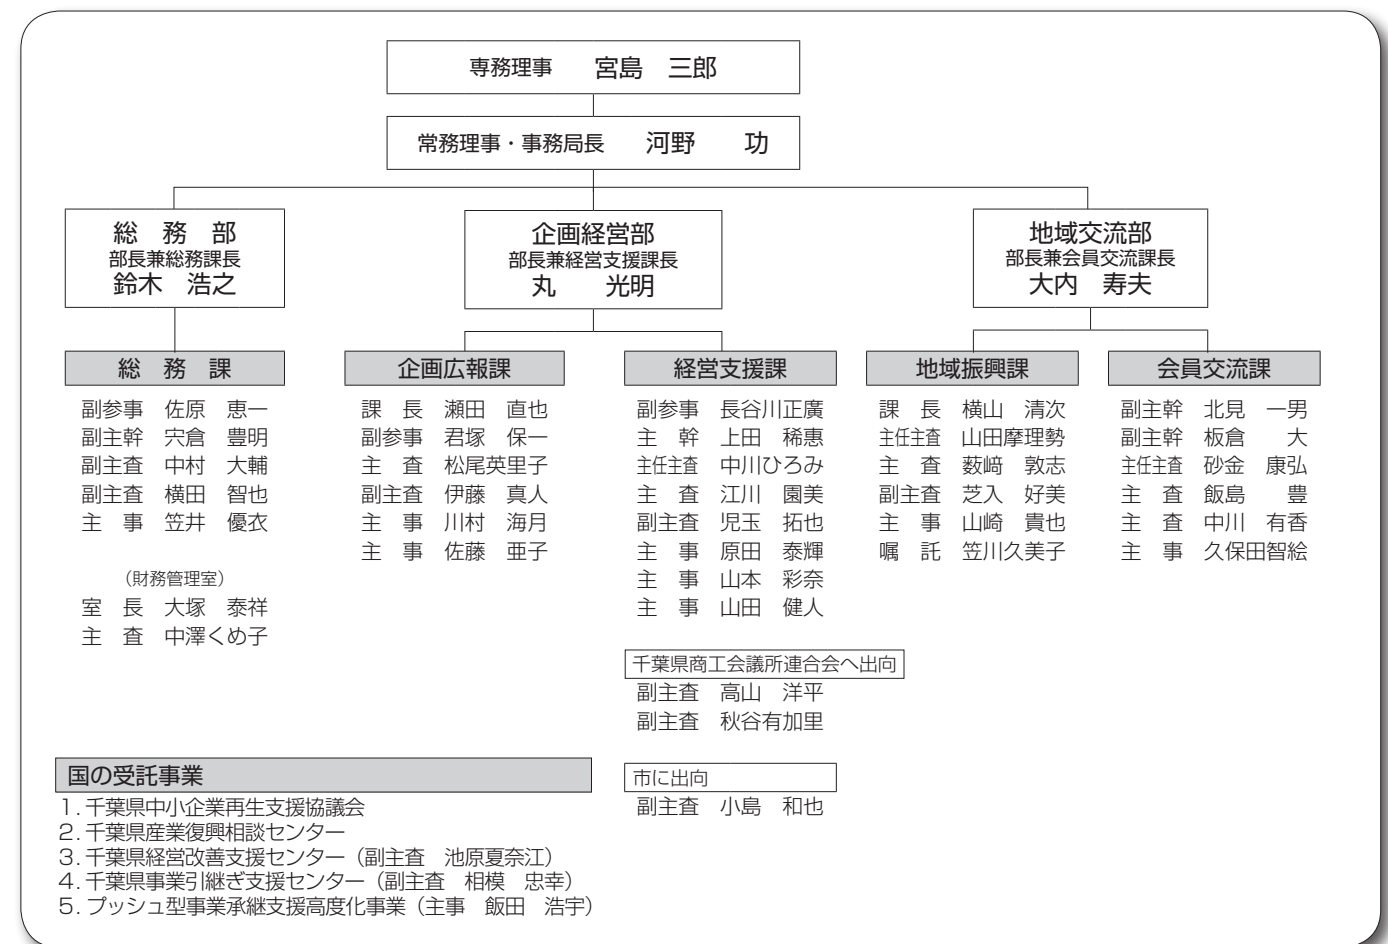 専務理事　宮島　三郎
常務理事・事務局長　河野　功
総　務　部
部長兼総務課長
鈴木　浩之
企画経営部
部長兼経営支援課長
丸　光明
地域交流部
部長兼会員交流課長
大内　寿夫
総　務　課
副参事　佐原　恵一
副主幹　宍倉　豊明
副主査　中村　大輔
副主査　横田　智也
主　事　笠井　優衣
（財務管理室）
室　長　大塚　泰祥
主　査　中澤くめ子
企画広報課
課　長　瀬田　直也
副参事　君塚　保一
主　査　松尾英里子
副主査　伊藤　真人
主　事　川村　海月
主　事　佐藤　亜子
経営支援課
副参事　長谷川正廣
主　幹　上田　稀惠
主任主査　中川ひろみ
主　査　江川　園美
副主査　児玉　拓也
主　事　原田　泰輝
主　事　山本　彩奈
主　事　山田　健人
千葉県商工会議所連合会へ出向
副主査　高山　洋平
副主査　秋谷有加里
市に出向
副主査　小島　和也
地域振興課
課　長　横山　清次
主任主査　山田摩理勢
主　査　薮﨑　敦志
副主査　芝入　好美
主　事　山崎　貴也
嘱　託　笠川久美子
会員交流課
副主幹　北見　一男
副主幹　板倉　大
主任主査　砂金　康弘
主　査　飯島　豊
主　査　中川　有香
主　事　久保田智絵
国の受託事業
1. 千葉県中小企業再生支援協議会
2. 千葉県産業復興相談センター
3. 千葉県経営改善支援センター（副主査　池原夏奈江）
4. 千葉県事業引継ぎ支援センター（副主査　相模　忠幸）
5. プッシュ型事業承継支援高度化事業（主事　飯田　浩宇）